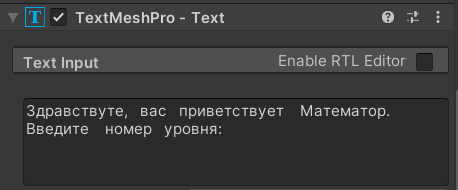 TextMeshPro - Text
Text Input Enable RTL Editor
Здравствуте, вас приветствует Математор.
Введите номер уровня: